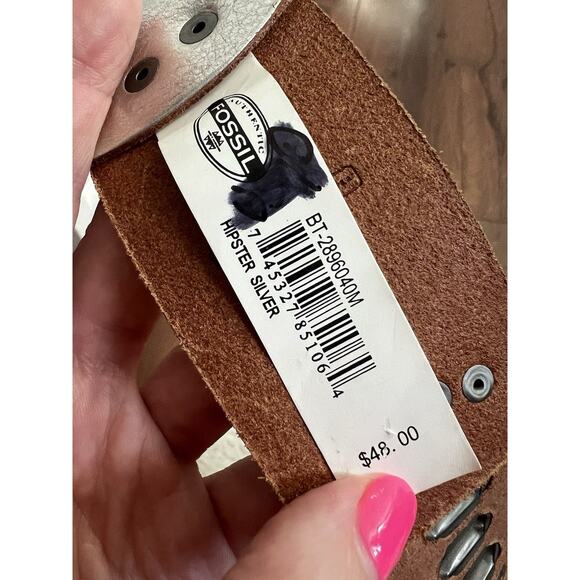 AUTHENTIC
FOSSIL
BT-2896040M
HIPSTER SILVER
7 45327 85106 4
$48.00